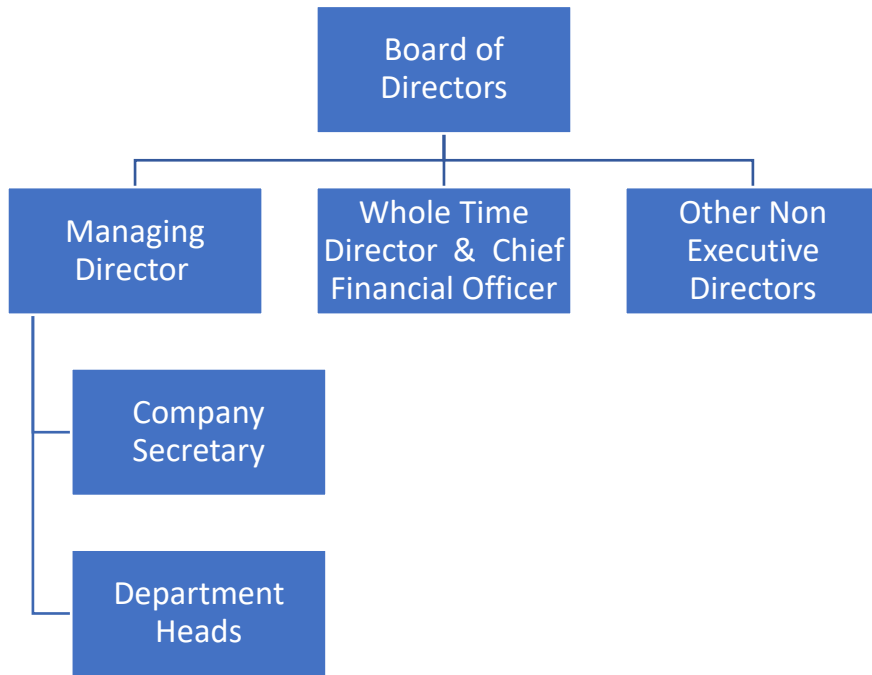 Board of
Directors
Managing
Director
Whole Time
Director & Chief
Financial Officer
Other Non
Executive
Directors
Company
Secretary
Department
Heads